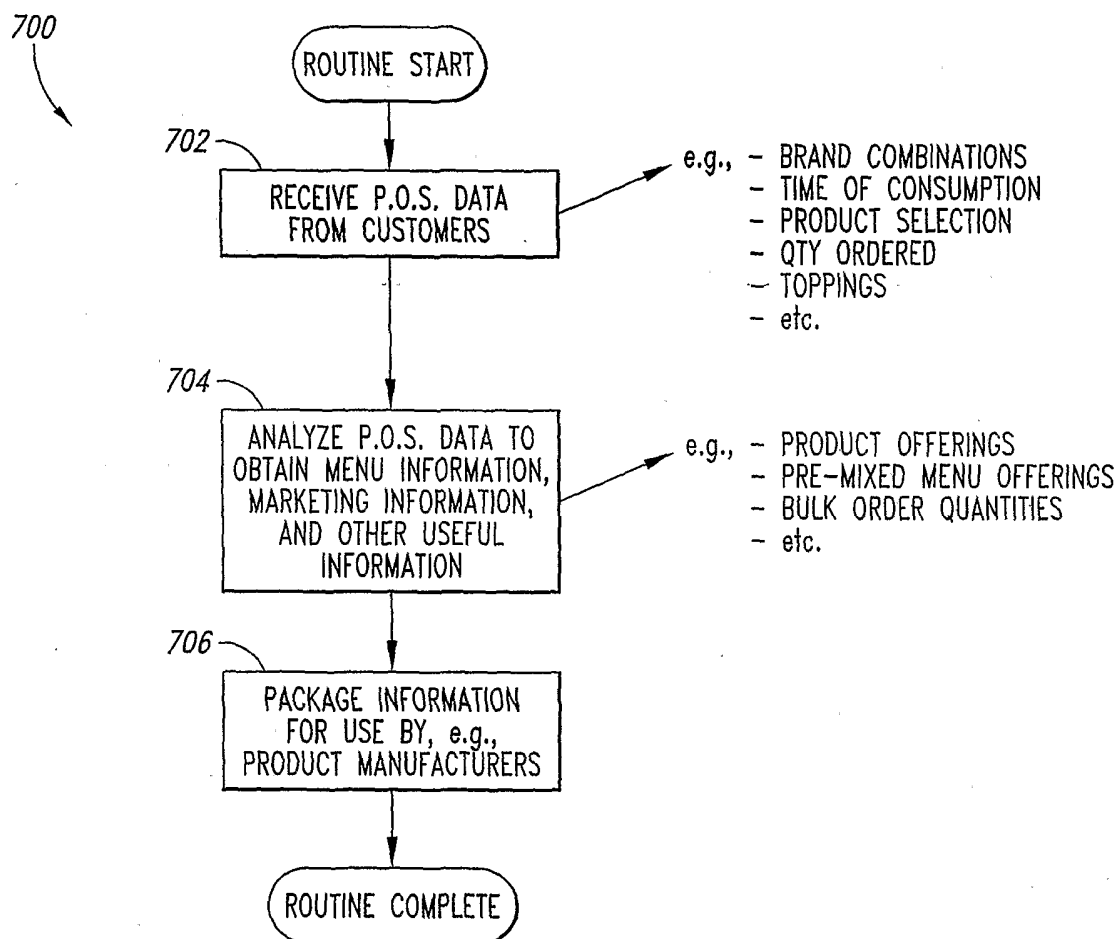 700
ROUTINE START
702
RECEIVE P.O.S. DATA
FROM CUSTOMERS
e.g., - BRAND COMBINATIONS
- TIME OF CONSUMPTION
- PRODUCT SELECTION
- QTY ORDERED
- TOPPINGS
- etc.
704
ANALYZE P.O.S. DATA TO
OBTAIN MENU INFORMATION,
MARKETING INFORMATION,
AND OTHER USEFUL
INFORMATION
e.g., - PRODUCT OFFERINGS
- PRE-MIXED MENU OFFERINGS
- BULK ORDER QUANTITIES
- etc.
706
PACKAGE INFORMATION
FOR USE BY, e.g.,
PRODUCT MANUFACTURERS
ROUTINE COMPLETE